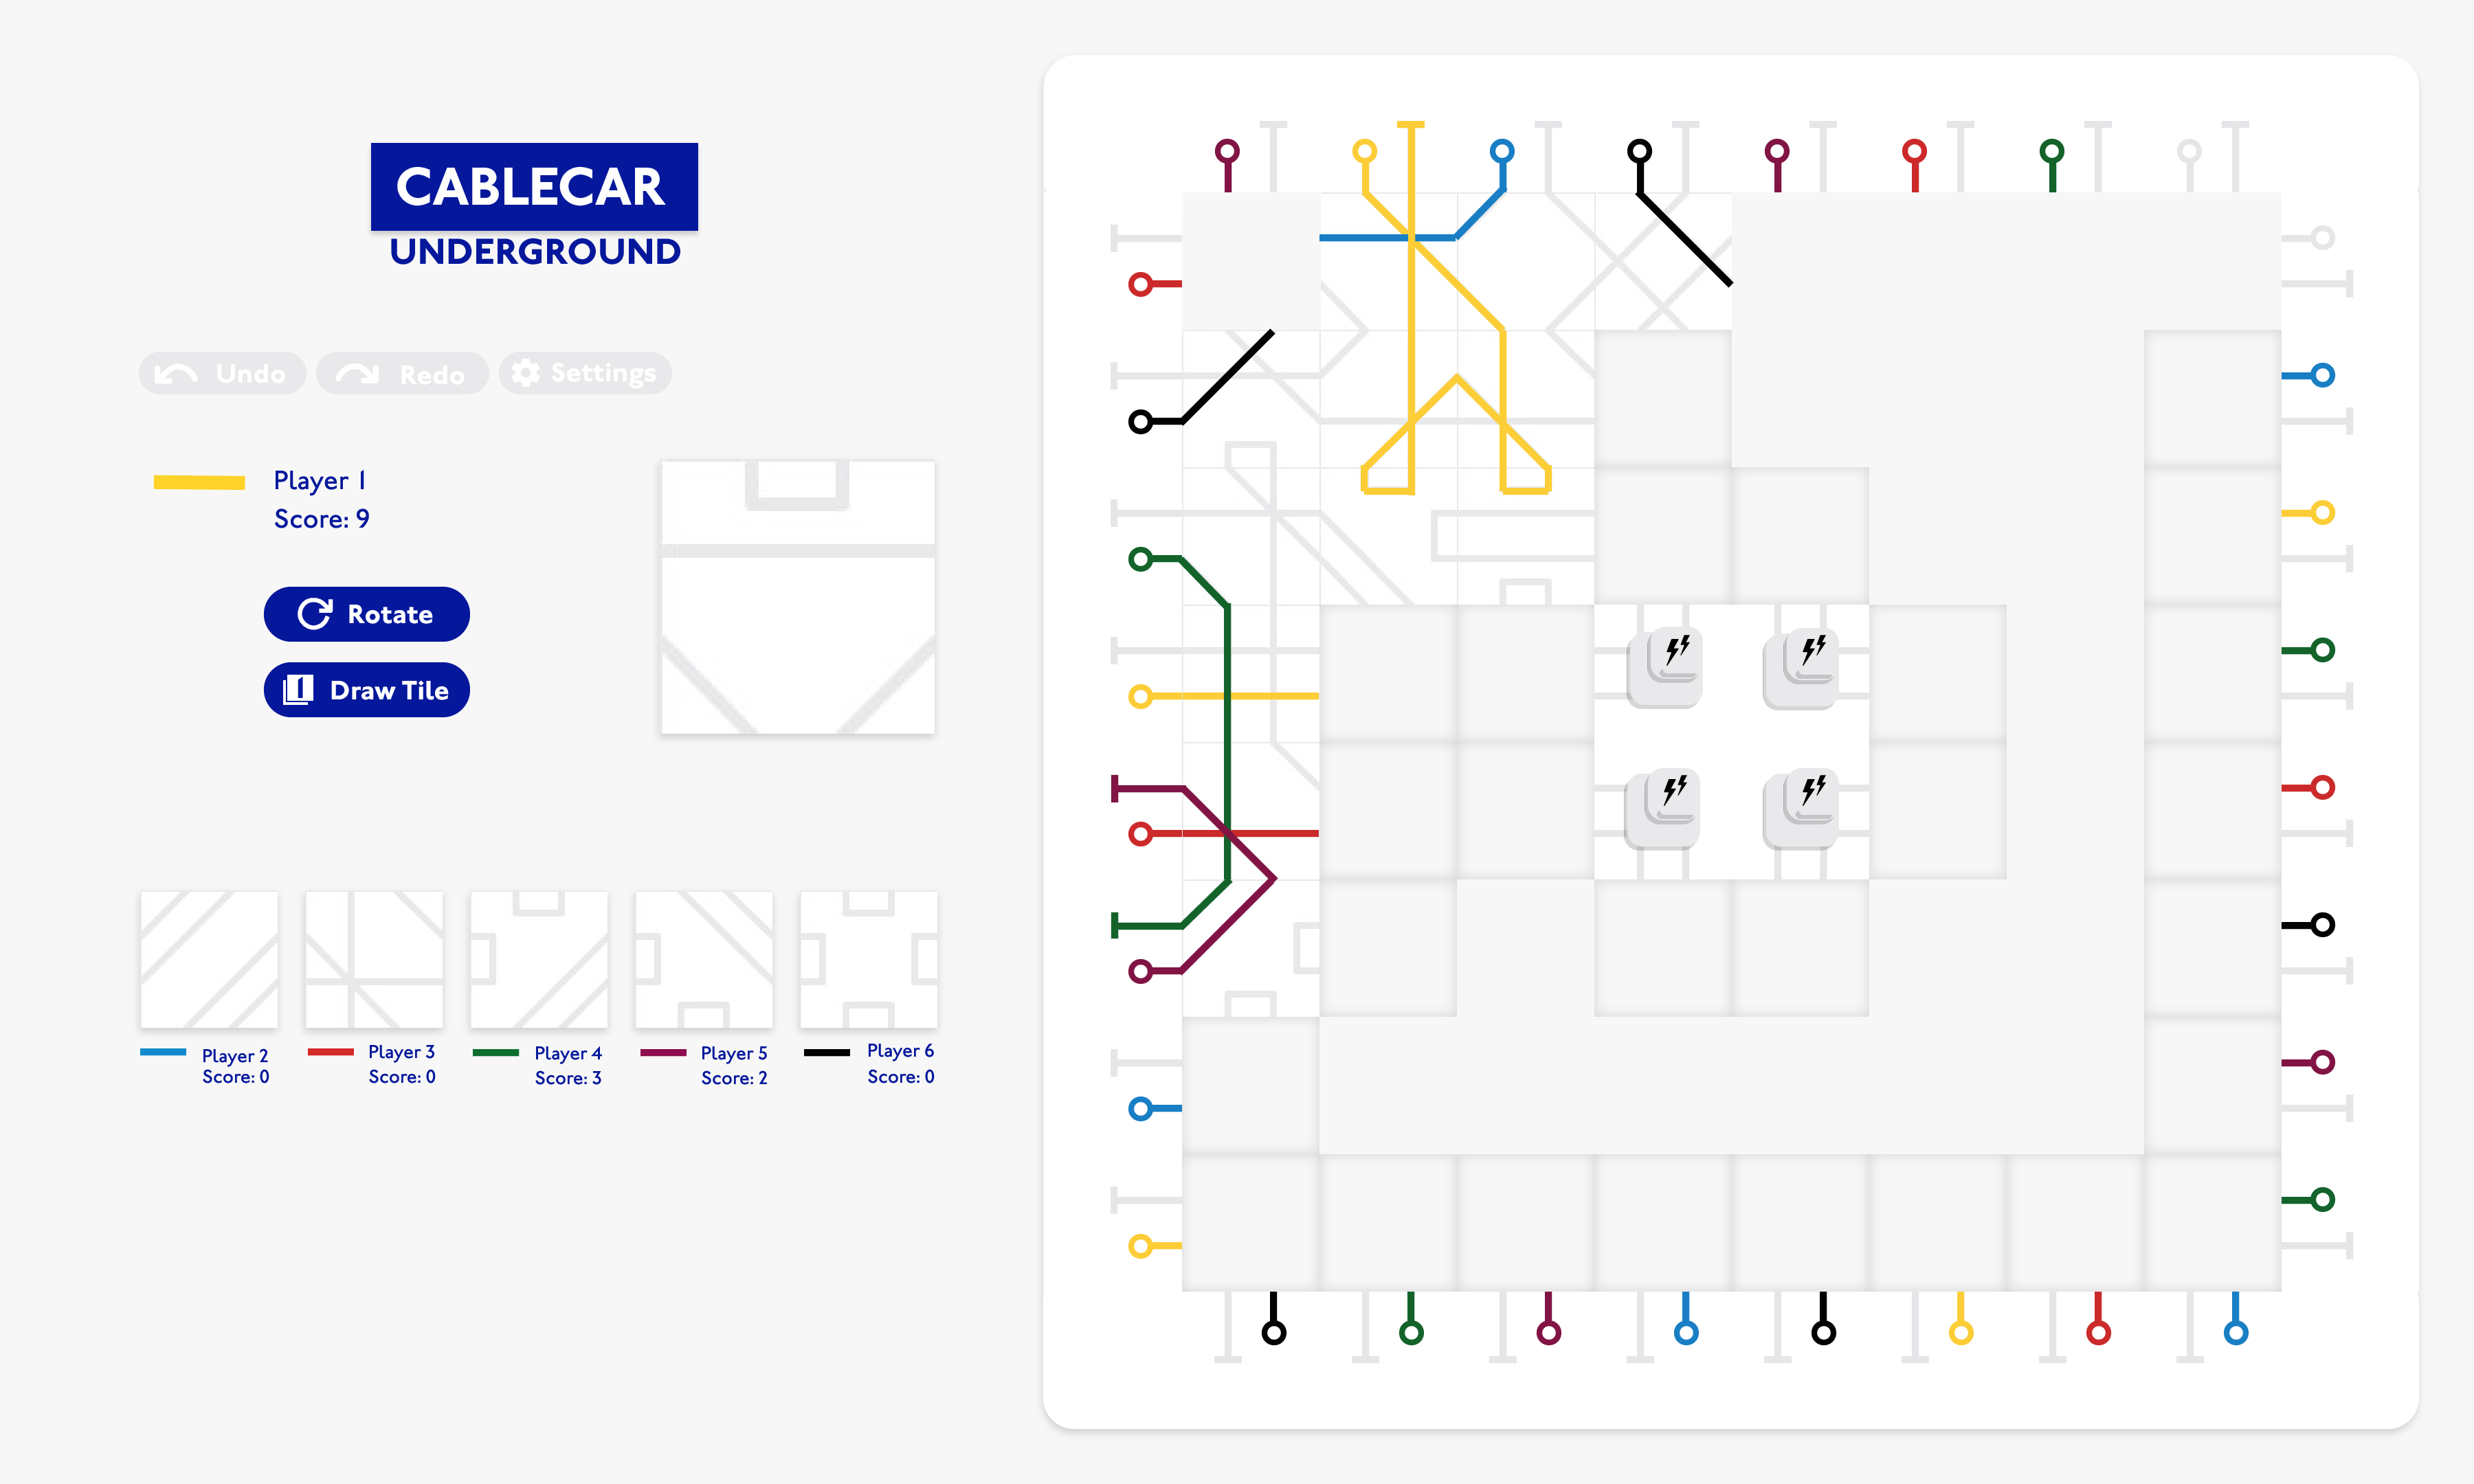 CABLECAR
UNDERGROUND
Undo
Redo
Settings
Player 1
Score: 9
Rotate
Draw Tile
Player 2
Score: 0
Player 3
Score: 0
Player 4
Score: 3
Player 5
Score: 2
Player 6
Score: 0